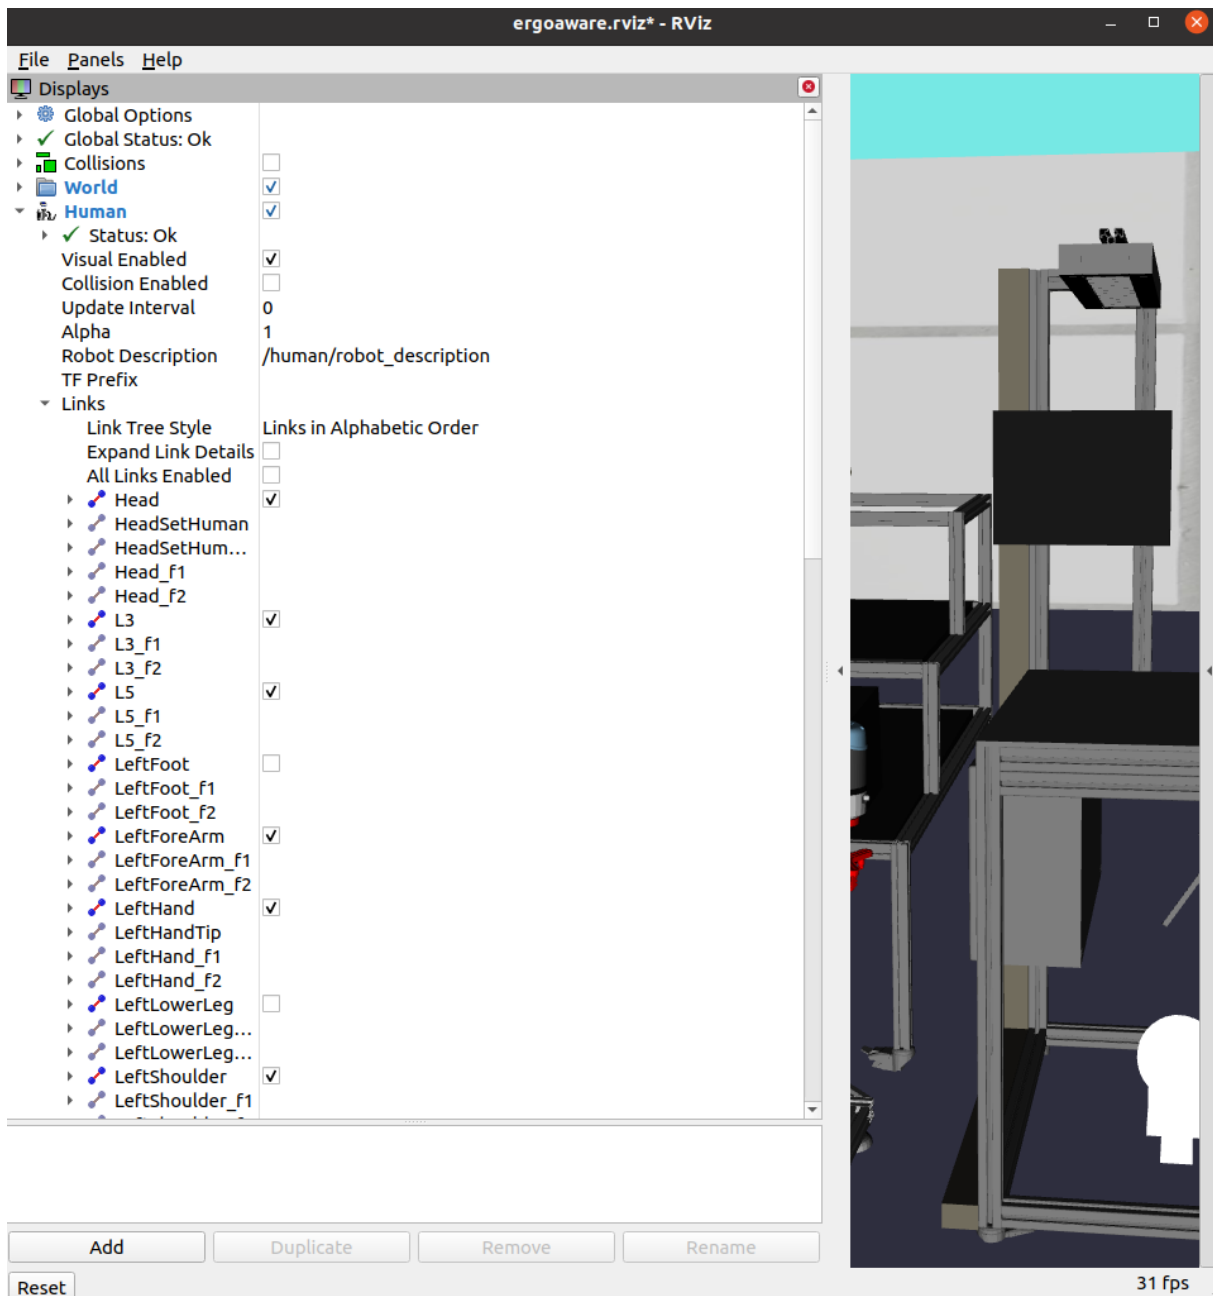 ergoaware.rviz* - RViz
File Panels Help
Displays
Global Options
Global Status: Ok
Collisions
World
Human
Status: Ok
Visual Enabled
Collision Enabled
Update Interval 0
Alpha 1
Robot Description /human/robot_description
TF Prefix
Links
Link Tree Style Links in Alphabetic Order
Expand Link Details
All Links Enabled
Head
HeadSetHuman
HeadSetHum...
Head_f1
Head_f2
L3
L3_f1
L3_f2
L5
L5_f1
L5_f2
LeftFoot
LeftFoot_f1
LeftFoot_f2
LeftForeArm
LeftForeArm_f1
LeftForeArm_f2
LeftHand
LeftHandTip
LeftHand_f1
LeftHand_f2
LeftLowerLeg
LeftLowerLeg...
LeftLowerLeg...
LeftShoulder
LeftShoulder_f1
Add Duplicate Remove Rename
Reset 31 fps